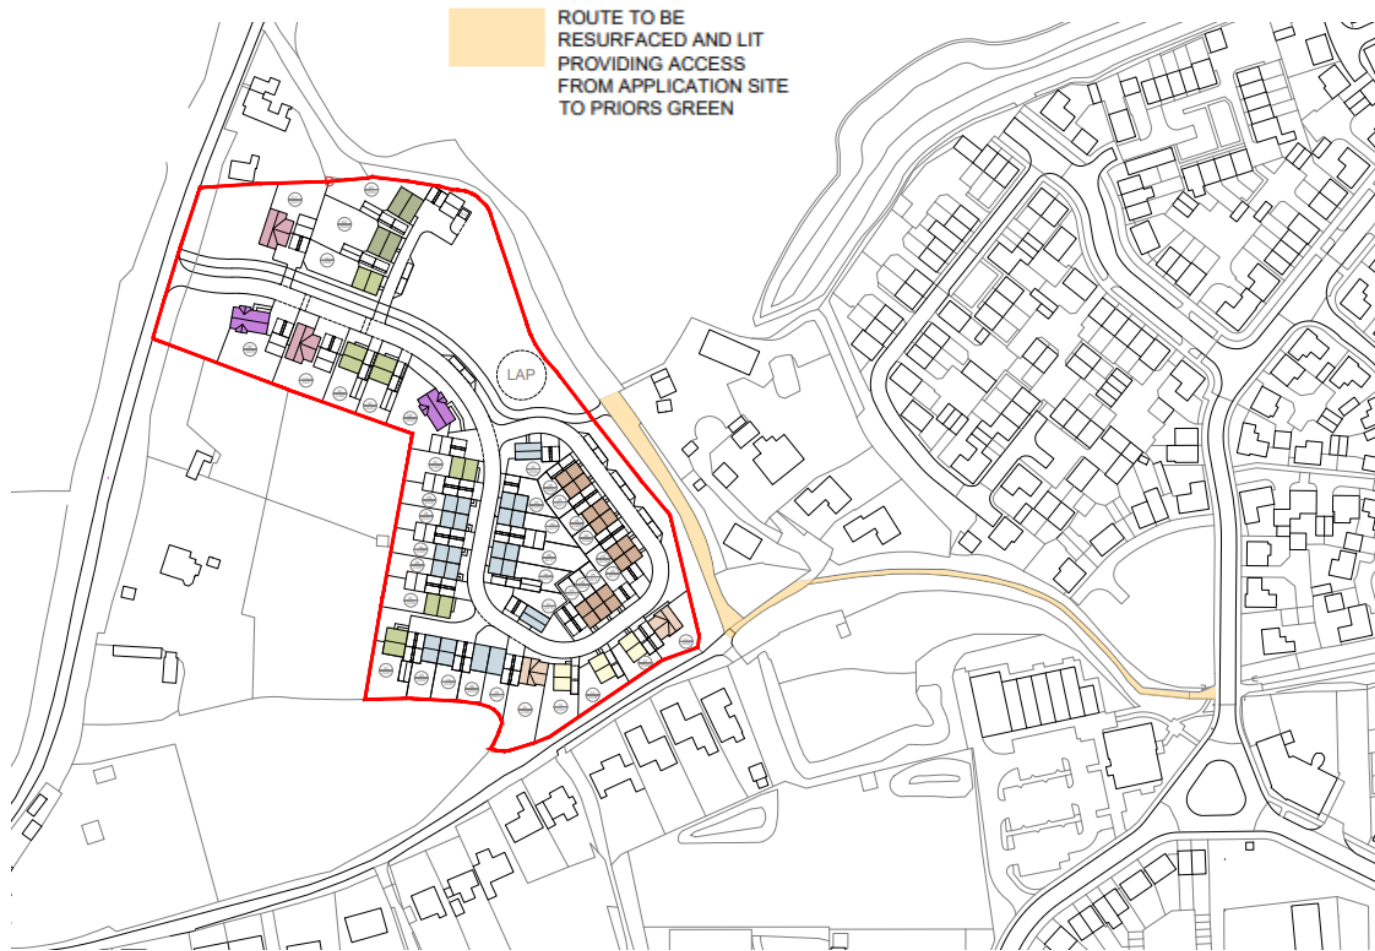 ROUTE TO BE
RESURFACED AND LIT
PROVIDING ACCESS
FROM APPLICATION SITE
TO PRIORS GREEN
LAP